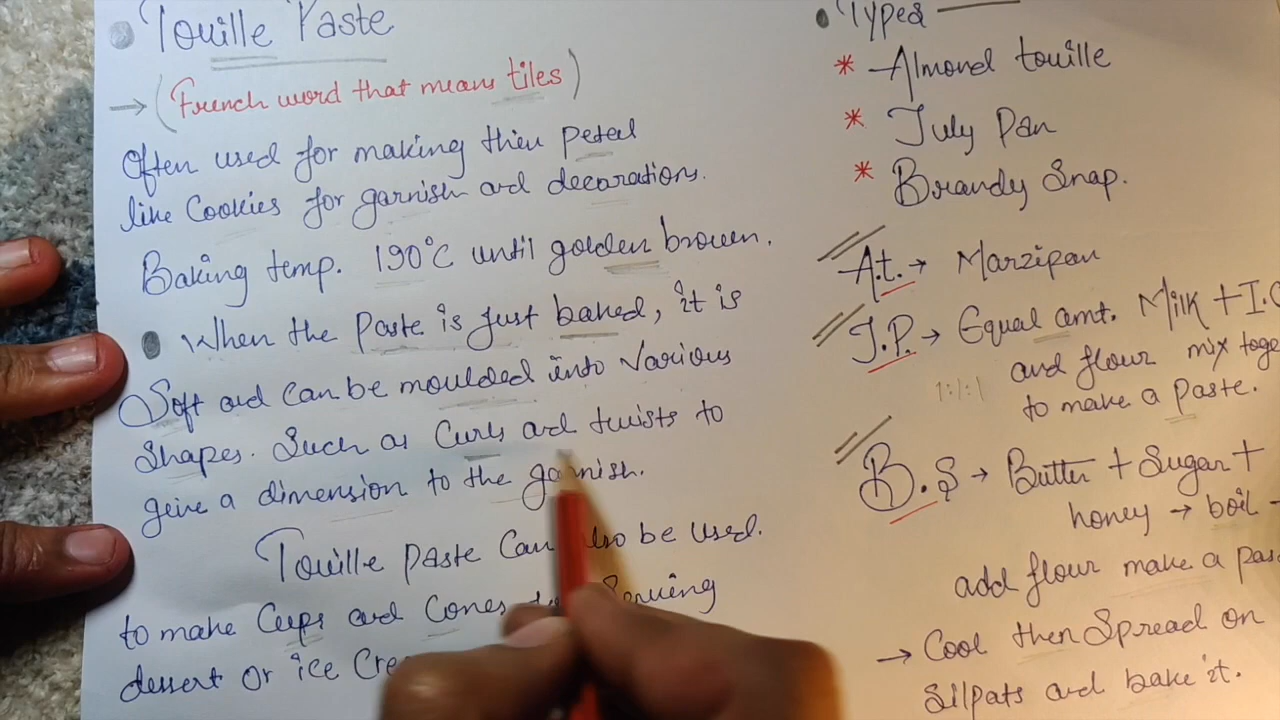 Touille Paste
(French word that means tiles)
Often used for making thin petal
like Cookies for garnish and decorations.
Baking temp. 190°C until golden brown.
When the Paste is just baked, it is
Soft and can be moulded into Various
Shapes. Such as Curls and twists to
give a dimension to the garnish.
Touille paste Can also be used.
to make Cups and Cones Serving
dessert or ice
Types
* Almond touille
* July Pan
* Brandy Snap.
A.t. → Marzipan
J.P. → Equal amt. Milk + I.
and flour mix
to make a Paste.
1:1:1
B.S → Butter + Sugar +
honey → boil →
add flour make a
→ Cool then Spread on
Silpats and bake it.